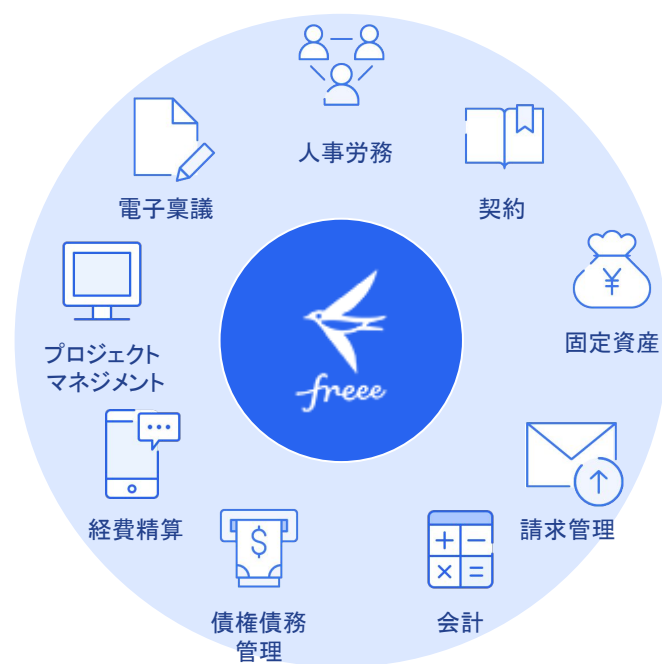 人事労務
電子稟議
契約
プロジェクト
マネジメント
固定資産
freee
経費精算
請求管理
債権債務
管理
会計